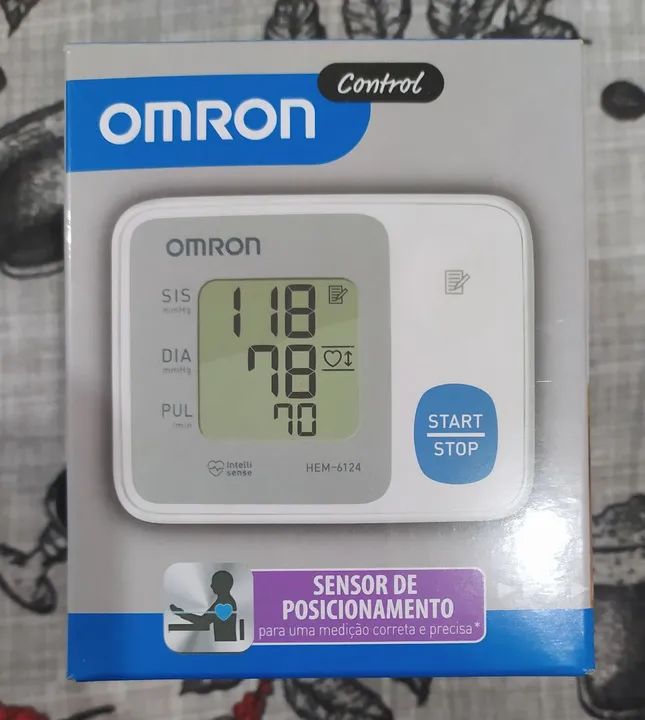 Control
OMRON
OMRON
SIS
mmHg
118
DIA
mmHg
78
PUL
/min
70
Intelli
sense
HEM-6124
START
STOP
SENSOR DE
POSICIONAMENTO
para uma medição correta e precisa*